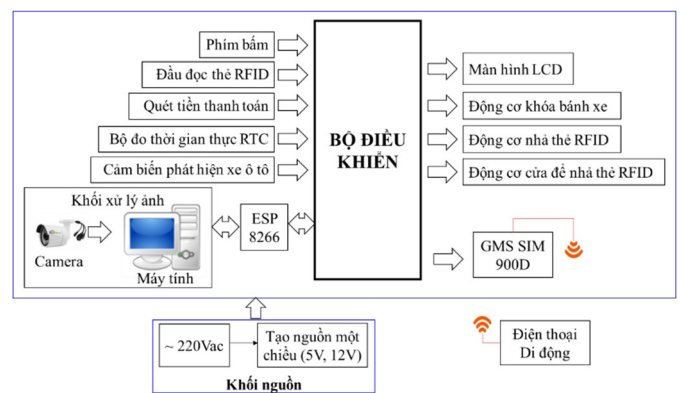 Phím bấm
Đầu đọc thẻ RFID
Quét tiền thanh toán
Bộ đo thời gian thực RTC
Cảm biến phát hiện xe ô tô
Khối xử lý ảnh
Camera
Máy tính
ESP
8266
BỘ ĐIỀU
KHIỂN
Màn hình LCD
Động cơ khóa bánh xe
Động cơ nhả thẻ RFID
Động cơ cửa để nhả thẻ RFID
GMS SIM
900D
~ 220Vac
Tạo nguồn một
chiều (5V, 12V)
Khối nguồn
Điện thoại
Di động